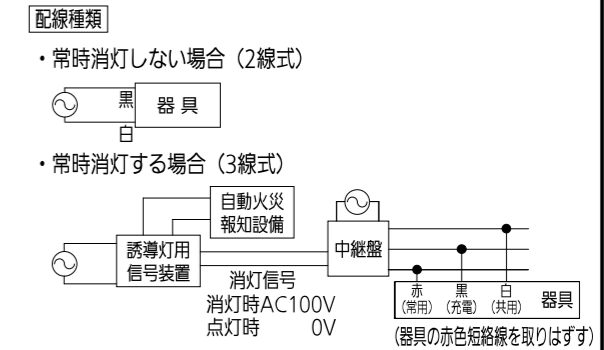 配線種類
・常時消灯しない場合（2線式）
黒
器具
白
・常時消灯する場合（3線式）
自動火災
報知設備
誘導灯用
信号装置
中継盤
消灯信号
消灯時AC100V
点灯時 0V
赤 黒 白
（常用）（充電）（共用）
器具
（器具の赤色短絡線を取りはずす）